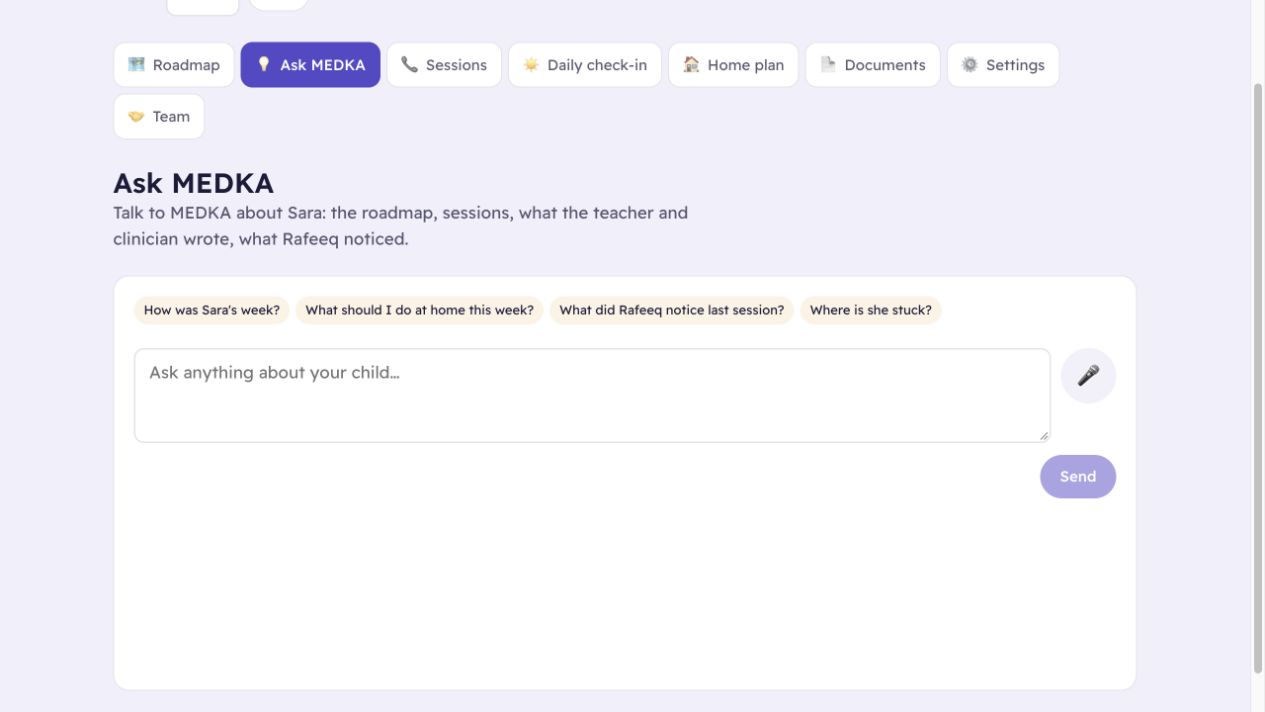 Roadmap
Ask MEDKA
Sessions
Daily check-in
Home plan
Documents
Settings
Team
Ask MEDKA
Talk to MEDKA about Sara: the roadmap, sessions, what the teacher and
clinician wrote, what Rafeeq noticed.
How was Sara's week?
What should I do at home this week?
What did Rafeeq notice last session?
Where is she stuck?
Ask anything about your child...
Send